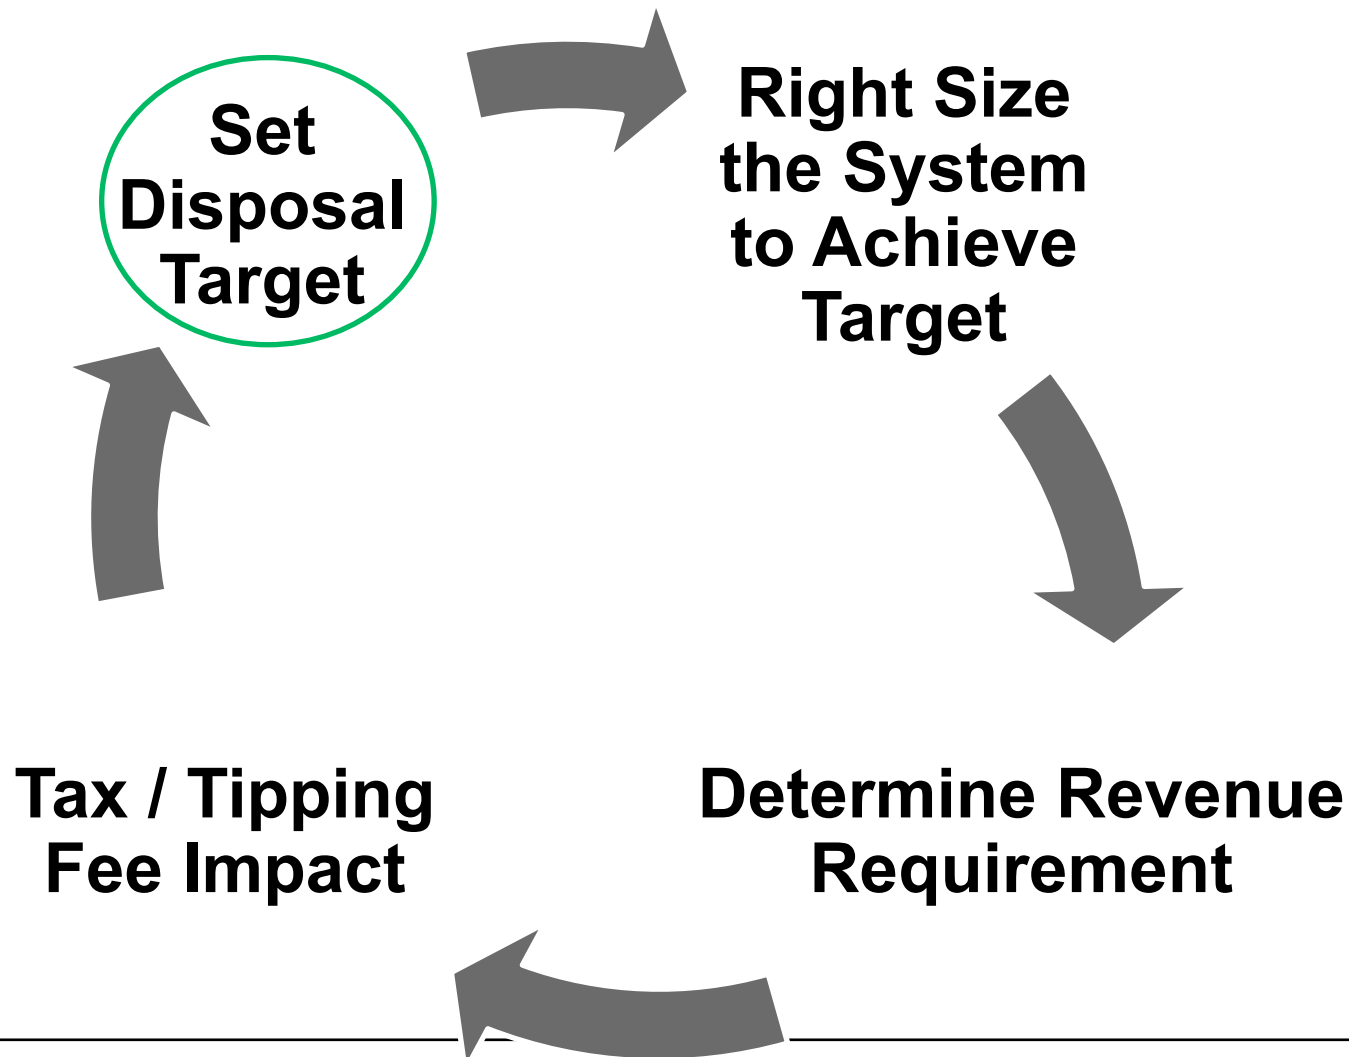 Set
Disposal
Target
Right Size
the System
to Achieve
Target
Determine Revenue
Requirement
Tax / Tipping
Fee Impact